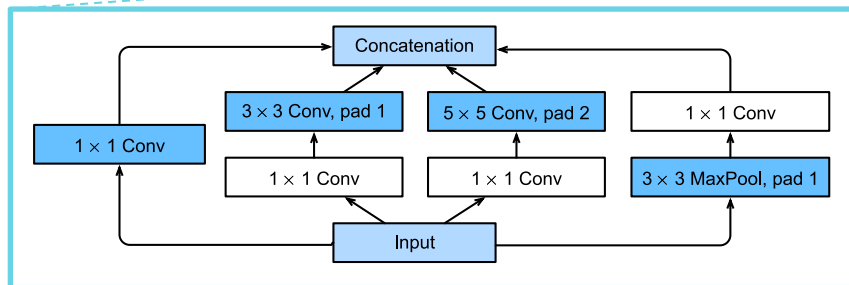 Concatenation
3 × 3 Conv, pad 1
5 × 5 Conv, pad 2
1 × 1 Conv
1 × 1 Conv
1 × 1 Conv
1 × 1 Conv
3 × 3 MaxPool, pad 1
Input